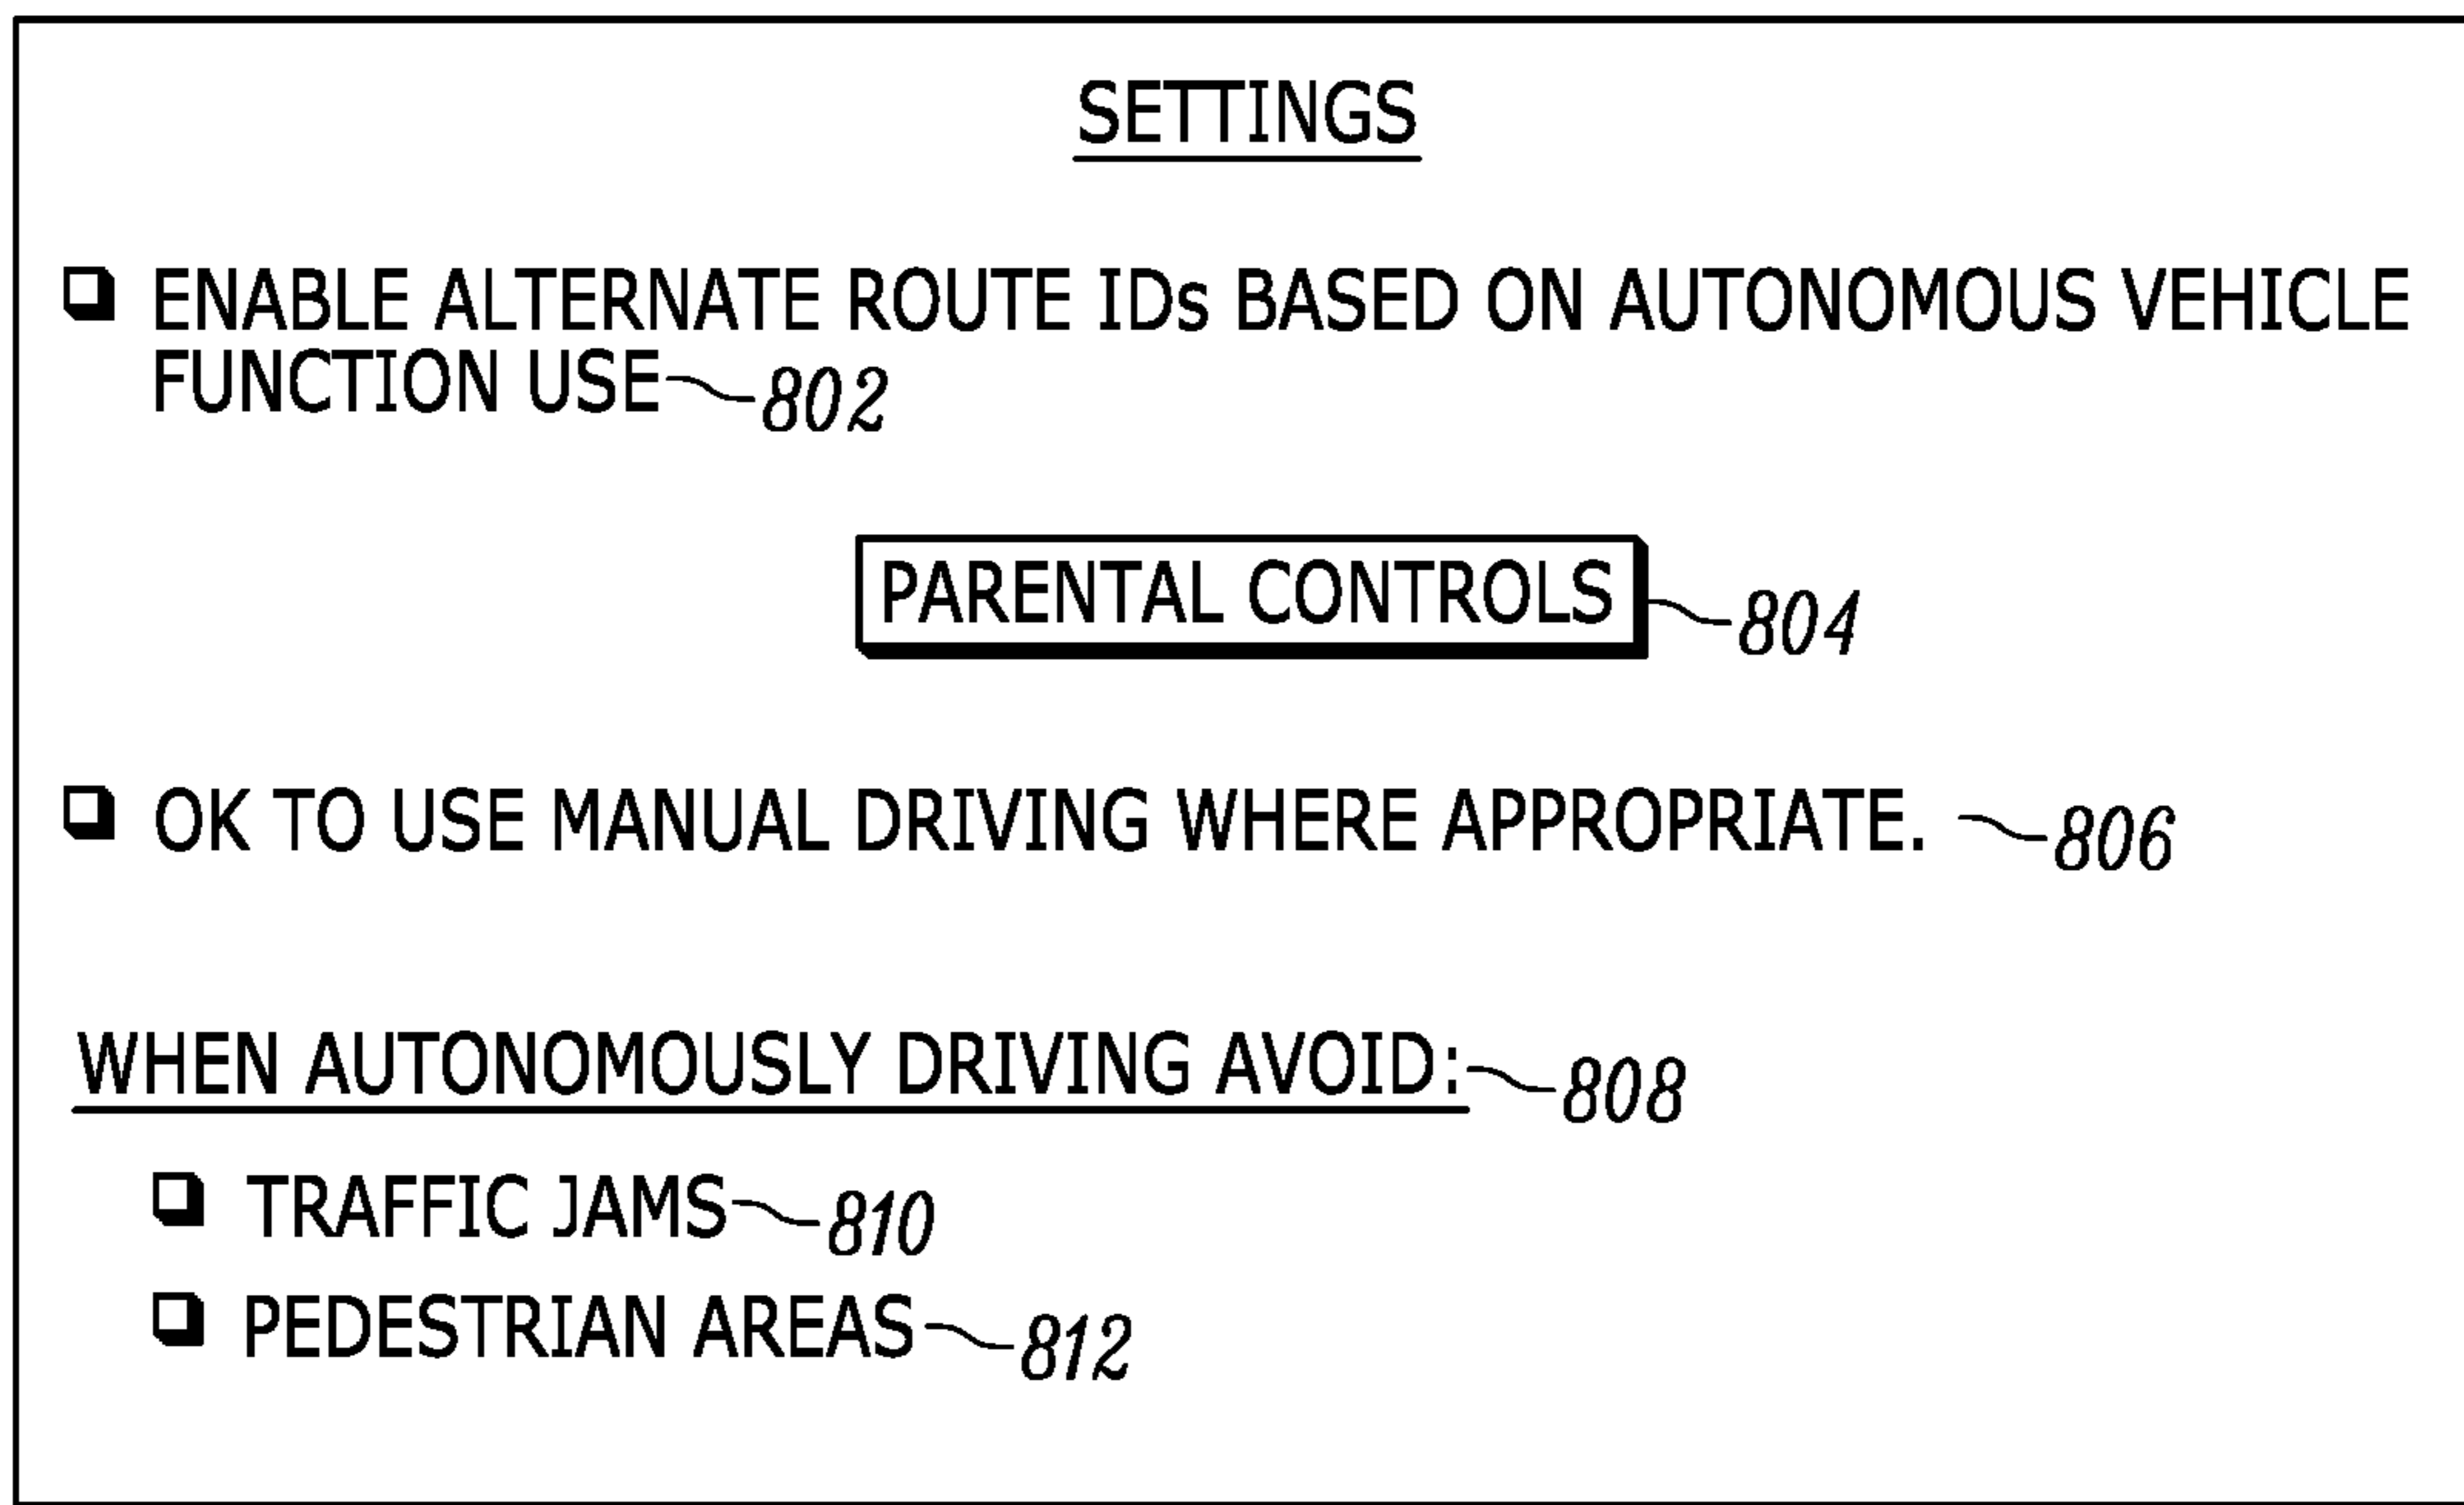 SETTINGS
ENABLE ALTERNATE ROUTE IDs BASED ON AUTONOMOUS VEHICLE
FUNCTION USE 802
PARENTAL CONTROLS 804
OK TO USE MANUAL DRIVING WHERE APPROPRIATE. 806
WHEN AUTONOMOUSLY DRIVING AVOID: 808
TRAFFIC JAMS 810
PEDESTRIAN AREAS 812